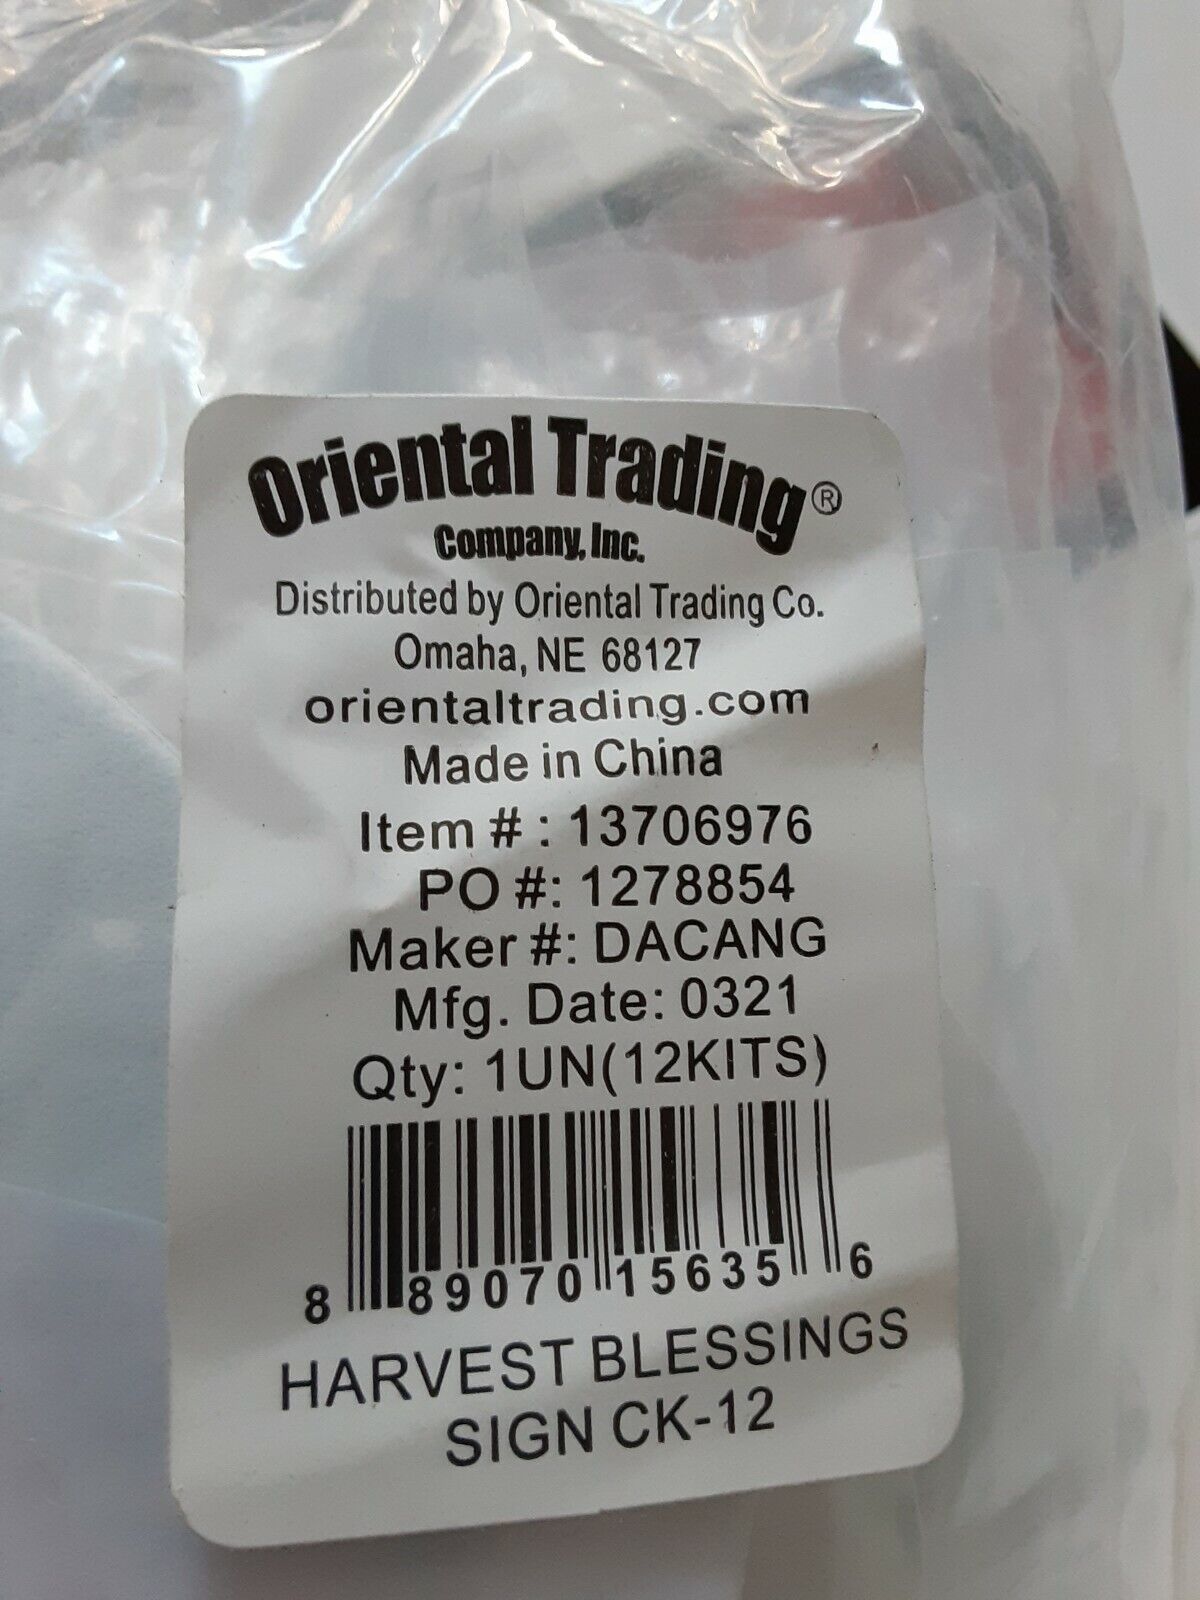 Oriental Trading®
Company, Inc.
Distributed by Oriental Trading Co.
Omaha, NE 68127
orientaltrading.com
Made in China
Item # : 13706976
PO #: 1278854
Maker #: DACANG
Mfg. Date: 0321
Qty: 1UN(12KITS)
8 89070 15635 6
HARVEST BLESSINGS
SIGN CK-12